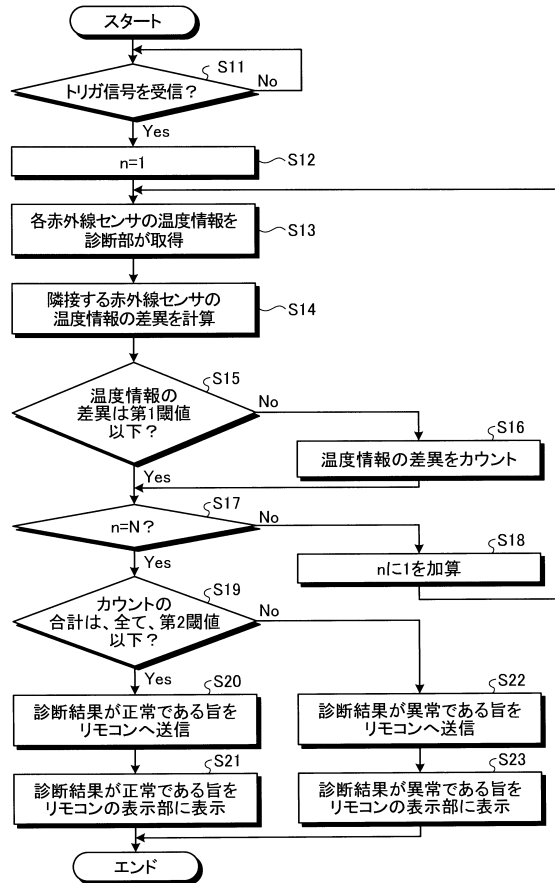 スタート
S11
トリガ信号を受信？
No
Yes
n=1
S12
各赤外線センサの温度情報を
診断部が取得
S13
隣接する赤外線センサの
温度情報の差異を計算
S14
S15
温度情報の
差異は第1閾値
以下？
No
Yes
S16
温度情報の差異をカウント
S17
n=N？
No
Yes
S18
nに1を加算
S19
カウントの
合計は、全て、第2閾値
以下？
No
Yes
S20
診断結果が正常である旨を
リモコンへ送信
S22
診断結果が異常である旨を
リモコンへ送信
S21
診断結果が正常である旨を
リモコンの表示部に表示
S23
診断結果が異常である旨を
リモコンの表示部に表示
エンド